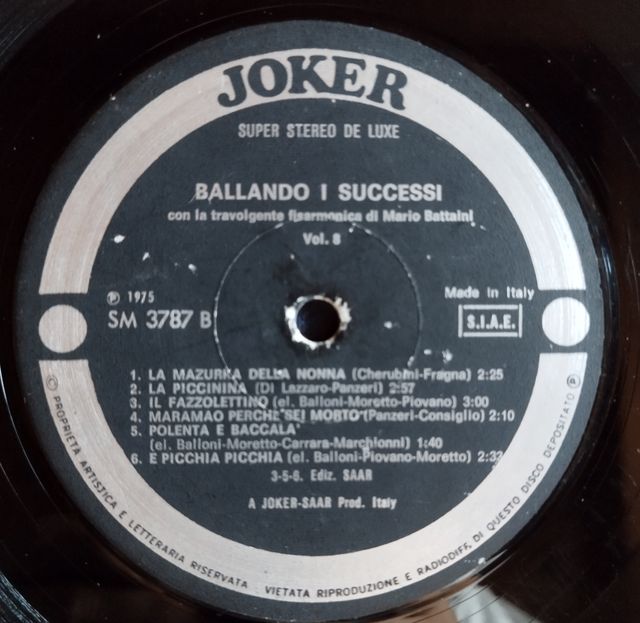 JOKER
SUPER STEREO DE LUXE
BALLANDO I SUCCESSI
con la travolgente fisarmonica di Mario Battaini
Vol. 8
Ⓟ 1975
SM 3787 B
Made in Italy
S.I.A.E.
1. LA MAZURKA DELLA NONNA (Cherubini-Fragna) 2:25
2. LA PICCININA (Di Lazzaro-Panzeri) 2:57
3. IL FAZZOLETTINO (el. Balloni-Moretto-Piovano) 3:00
4. MARAMAO PERCHE' SEI MORTO (Panzeri-Consiglio) 2:10
5. POLENTA E BACCALA'
(el. Balloni-Moretto-Carrara-Marchionni) 1:40
6. E PICCHIA PICCHIA (el. Balloni-Piovano-Moretto) 2:32
3-5-6. Ediz. SAAR
A JOKER-SAAR Prod. Italy
© PROPRIETÀ ARTISTICA E LETTERARIA RISERVATA VIETATA RIPRODUZIONE E RADIODIFF. DI QUESTO DISCO DEPOSITATO Ⓟ